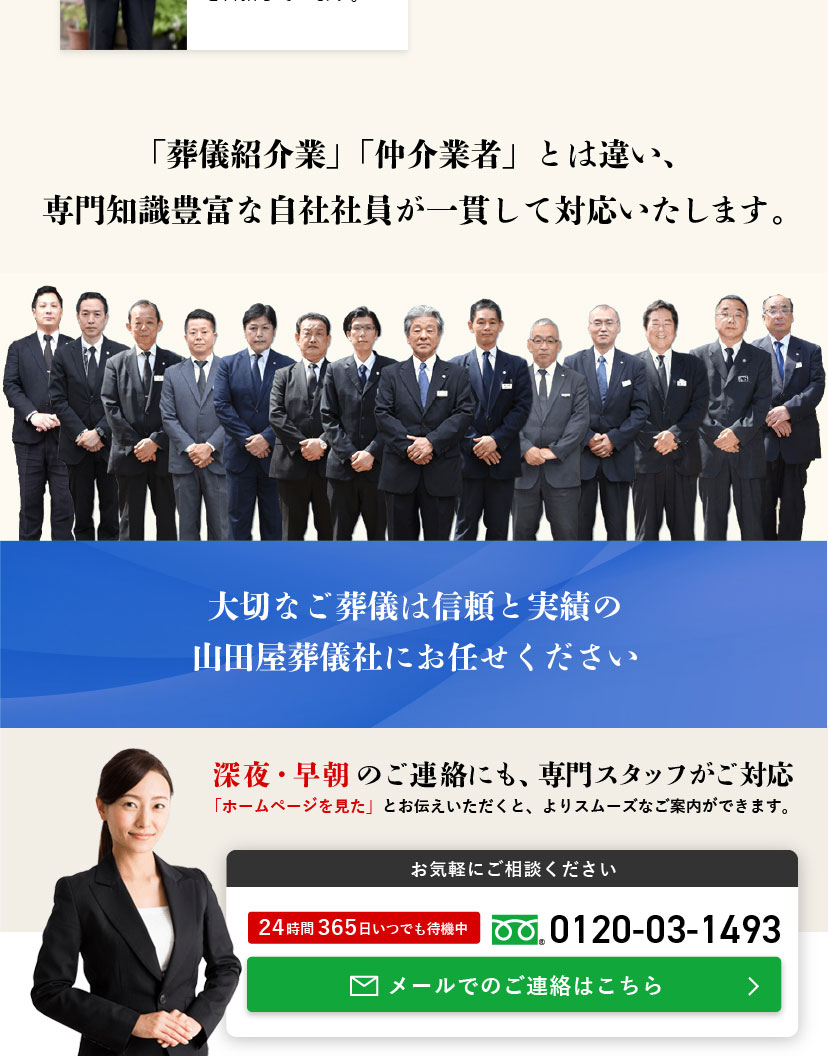 「葬儀紹介業」「仲介業者」とは違い、
専門知識豊富な自社社員が一貫して対応いたします。
大切なご葬儀は信頼と実績の
山田屋葬儀社にお任せください
深夜・早朝のご連絡にも、専門スタッフがご対応
「ホームページを見た」とお伝えいただくと、よりスムーズなご案内ができます。
お気軽にご相談ください
24時間365日いつでも待機中 0120-03-1493
メールでのご連絡はこちら